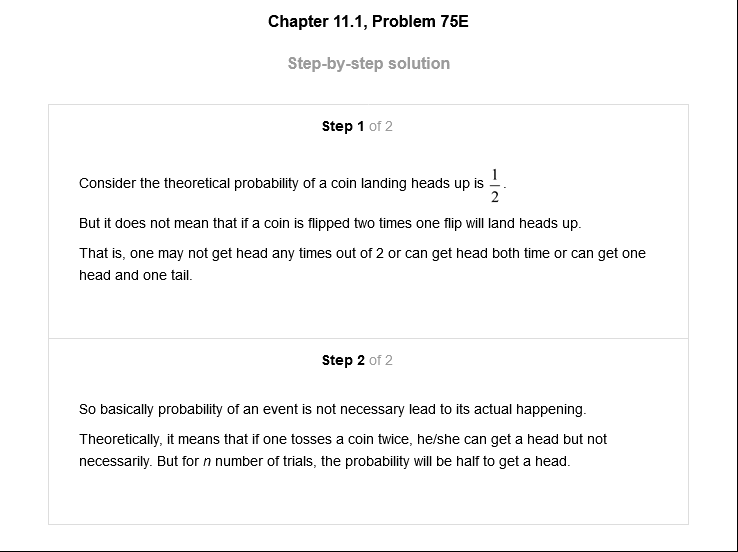 Chapter 11.1, Problem 75E
Step-by-step solution
Step 1 of 2
Consider the theoretical probability of a coin landing heads up is 1/2.
But it does not mean that if a coin is flipped two times one flip will land heads up.
That is, one may not get head any times out of 2 or can get head both time or can get one
head and one tail.
Step 2 of 2
So basically probability of an event is not necessary lead to its actual happening.
Theoretically, it means that if one tosses a coin twice, he/she can get a head but not
necessarily. But for n number of trials, the probability will be half to get a head.